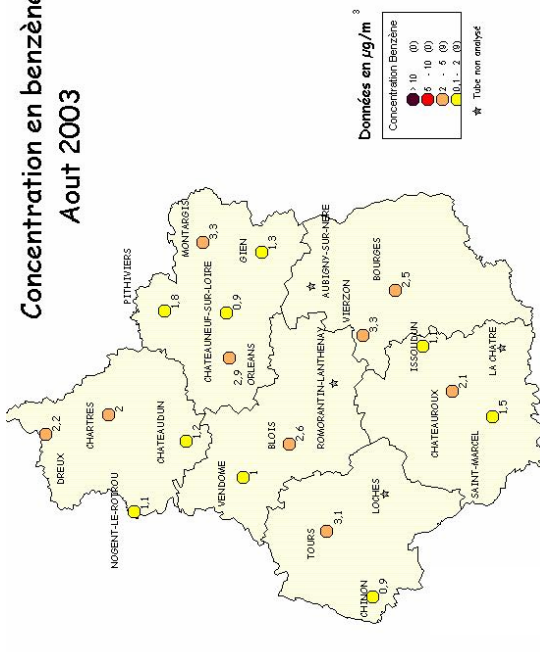 Concentration en benzène
Aout 2003
Données en µg/m 3
Concentration Benzène
> 10 (0)
5 - 10 (0)
2 - 5 (9)
0,1 - 2 (9)
Tube non analysé
DREUX
2,2
CHARTRES
2
NOGENT-LE-ROTROU
1,1
CHATEAUDUN
1,2
PITHIVIERS
1,8
MONTARGIS
3,3
CHATEAUNEUF-SUR-LOIRE
0,9
GIEN
1,3
2,9
ORLEANS
VENDOME
1
BLOIS
2,6
ROMORANTIN-LANTHENAY
AUBIGNY-SUR-NERE
VIERZON
3,3
BOURGES
2,5
TOURS
3,1
LOCHES
CHINON
0,9
ISSOUDUN
CHATEAUROUX
2,1
LA CHATRE
SAINT-MARCEL
1,5